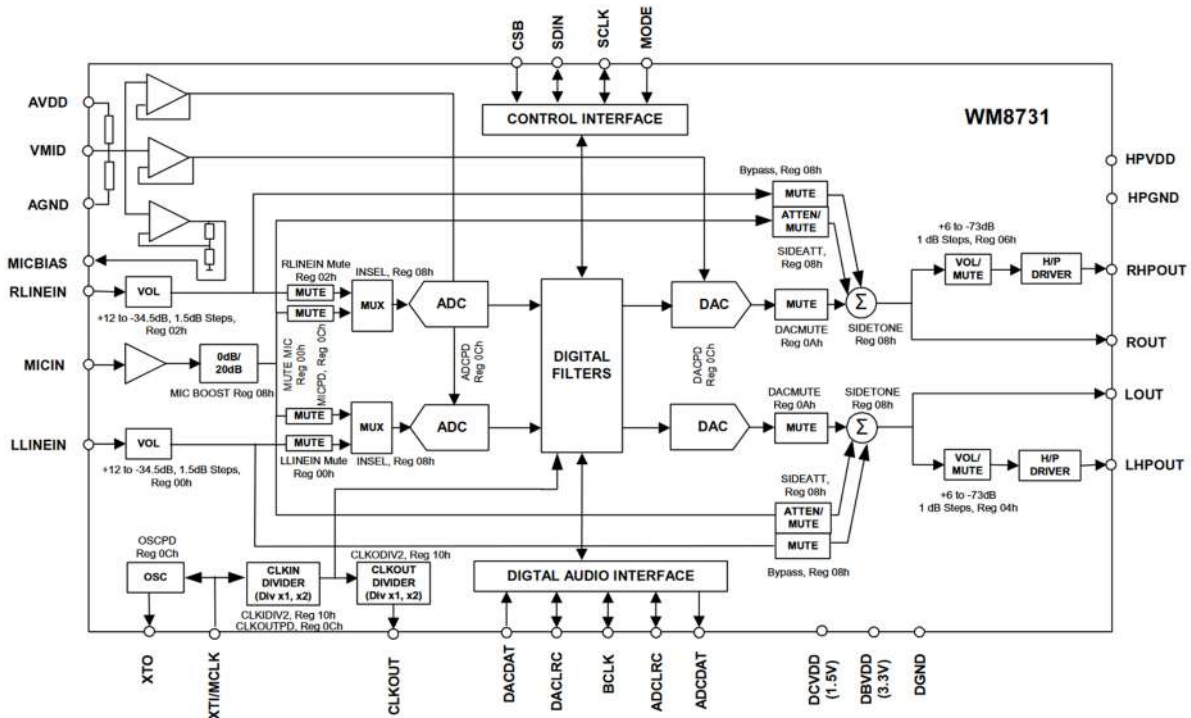 CSB
SDIN
SCLK
MODE
CONTROL INTERFACE
WM8731
AVDD
VMID
AGND
MICBIAS
RLINEIN
MICIN
LLINEIN
HPVDD
HPGND
RHPOUT
ROUT
LOUT
LHPOUT
Bypass, Reg 08h
MUTE
ATTEN/
MUTE
SIDEATT,
Reg 08h
+6 to -73dB
1 dB Steps, Reg 06h
VOL/
MUTE
H/P
DRIVER
VOL
+12 to -34.5dB, 1.5dB Steps,
Reg 02h
RLINEIN Mute
Reg 02h
INSEL, Reg 08h
MUTE
MUTE
MUX
ADC
DAC
MUTE
Σ
DACMUTE
Reg 0Ah
SIDETONE
Reg 08h
0dB/
20dB
MIC BOOST Reg 08h
MUTE MIC
Reg 00h
MICPD, Reg 0Ch
ADCPD
Reg 0Ch
DIGITAL
FILTERS
DACPD
Reg 0Ch
DACMUTE
Reg 0Ah
SIDETONE
Reg 08h
MUTE
MUTE
MUX
ADC
DAC
MUTE
Σ
VOL
+12 to -34.5dB, 1.5dB Steps,
Reg 00h
LLINEIN Mute
Reg 00h
INSEL, Reg 08h
VOL/
MUTE
H/P
DRIVER
+6 to -73dB
1 dB Steps, Reg 04h
SIDEATT,
Reg 08h
ATTEN/
MUTE
MUTE
Bypass, Reg 08h
OSCPD
Reg 0Ch
OSC
CLKIN
DIVIDER
(Div x1, x2)
CLKIDIV2, Reg 10h
CLKOUTPD, Reg 0Ch
CLKODIV2, Reg 10h
CLKOUT
DIVIDER
(Div x1, x2)
DIGTAL AUDIO INTERFACE
XTO
XTI/MCLK
CLKOUT
DACDAT
DACLRC
BCLK
ADCLRC
ADCDAT
DCVDD
(1.5V)
DBVDD
(3.3V)
DGND